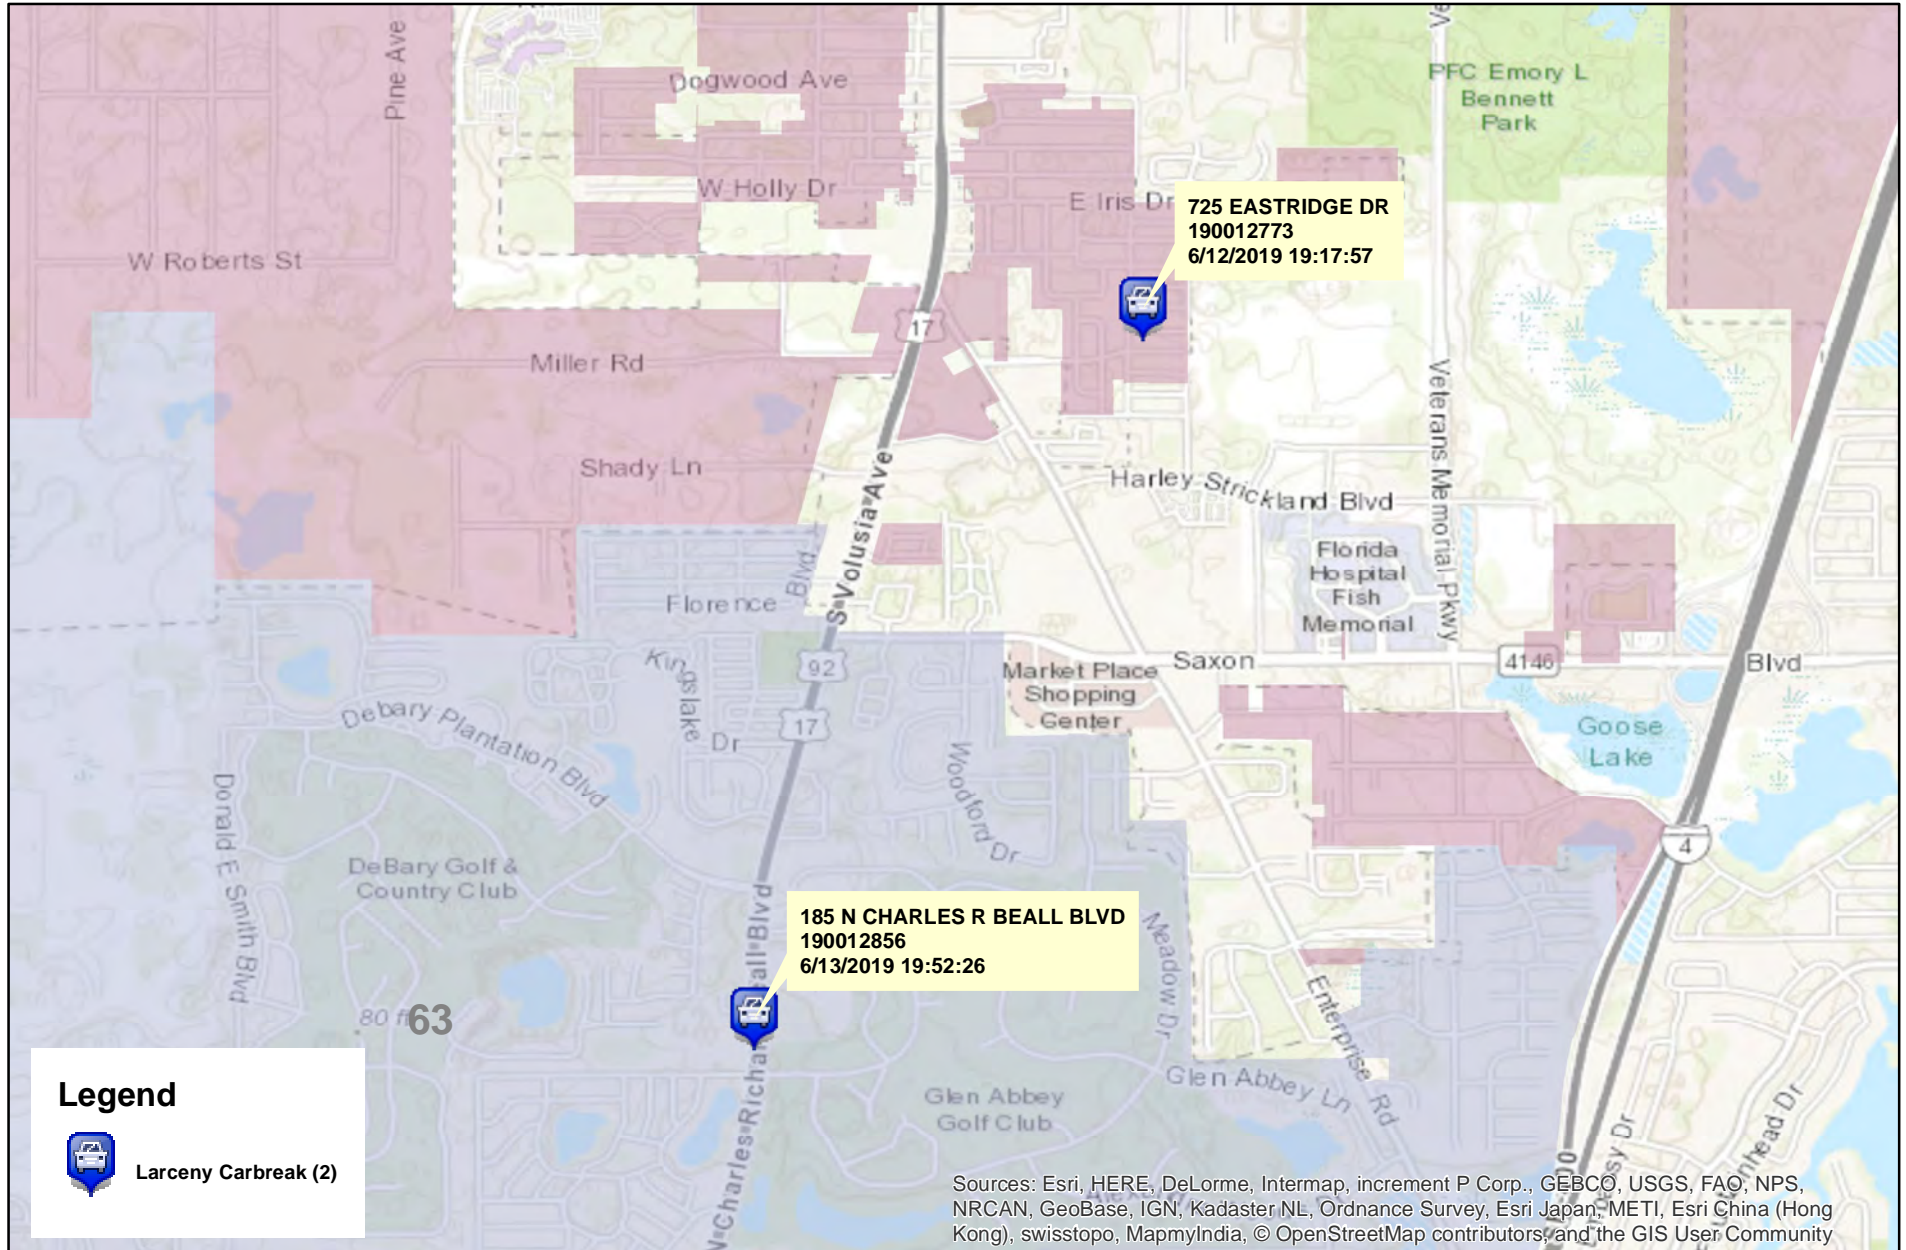 Pine Ave
Dogwood Ave
PFC Emory L
Bennett
Park
W Holly Dr
E Iris Dr
725 EASTRIDGE DR
190012773
6/12/2019 19:17:57
W Roberts St
17
Miller Rd
Veterans Memorial Pkwy
Shady Ln
S Volusia Ave
Harley Strickland Blvd
Florida
Hospital
Fish
Memorial
Florence
Blvd
Kingslake
Dr
92
Market Place
Shopping
Center
Saxon
4146
Blvd
17
Debary Plantation Blvd
Goose
Lake
Woodford Dr
Donald E Smith Blvd
4
DeBary Golf &
Country Club
185 N CHARLES R BEALL BLVD
190012856
6/13/2019 19:52:26
Meadow Dr
80 ft
63
Enterprise Rd
Glen Abbey Ln
Glen Abbey
Golf Club
Legend
Larceny Carbreak (2)
Sources: Esri, HERE, DeLorme, Intermap, increment P Corp., GEBCO, USGS, FAO, NPS,
NRCAN, GeoBase, IGN, Kadaster NL, Ordnance Survey, Esri Japan, METI, Esri China (Hong
Kong), swisstopo, MapmyIndia, © OpenStreetMap contributors, and the GIS User Community